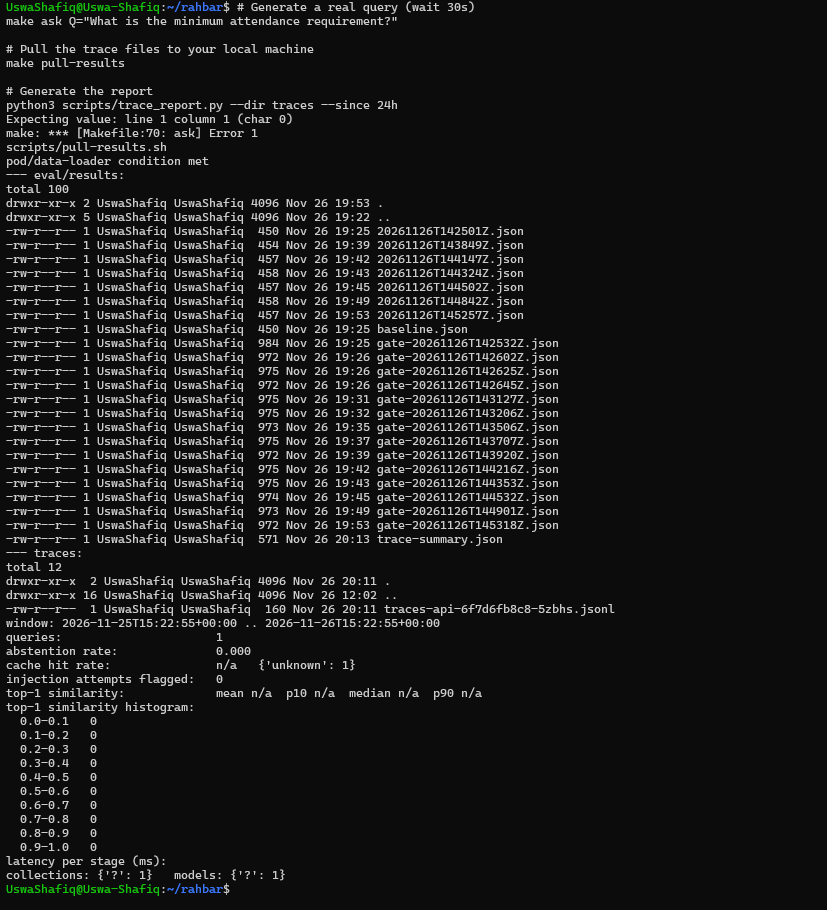 UswaShafiq@Uswa-Shafiq:~/rahbar$ # Generate a real query (wait 30s)
make ask Q="What is the minimum attendance requirement?"

# Pull the trace files to your local machine
make pull-results

# Generate the report
python3 scripts/trace_report.py --dir traces --since 24h
Expecting value: line 1 column 1 (char 0)
make: *** [Makefile:70: ask] Error 1
scripts/pull-results.sh
pod/data-loader condition met
--- eval/results:
total 100
drwxr-xr-x 2 UswaShafiq UswaShafiq 4096 Nov 26 19:53 .
drwxr-xr-x 5 UswaShafiq UswaShafiq 4096 Nov 26 19:22 ..
-rw-r--r-- 1 UswaShafiq UswaShafiq  450 Nov 26 19:25 20261126T142501Z.json
-rw-r--r-- 1 UswaShafiq UswaShafiq  454 Nov 26 19:39 20261126T143849Z.json
-rw-r--r-- 1 UswaShafiq UswaShafiq  457 Nov 26 19:42 20261126T144147Z.json
-rw-r--r-- 1 UswaShafiq UswaShafiq  458 Nov 26 19:43 20261126T144324Z.json
-rw-r--r-- 1 UswaShafiq UswaShafiq  457 Nov 26 19:45 20261126T144502Z.json
-rw-r--r-- 1 UswaShafiq UswaShafiq  458 Nov 26 19:49 20261126T144842Z.json
-rw-r--r-- 1 UswaShafiq UswaShafiq  457 Nov 26 19:53 20261126T145257Z.json
-rw-r--r-- 1 UswaShafiq UswaShafiq  450 Nov 26 19:25 baseline.json
-rw-r--r-- 1 UswaShafiq UswaShafiq  984 Nov 26 19:25 gate-20261126T142532Z.json
-rw-r--r-- 1 UswaShafiq UswaShafiq  972 Nov 26 19:26 gate-20261126T142602Z.json
-rw-r--r-- 1 UswaShafiq UswaShafiq  975 Nov 26 19:26 gate-20261126T142625Z.json
-rw-r--r-- 1 UswaShafiq UswaShafiq  972 Nov 26 19:26 gate-20261126T142645Z.json
-rw-r--r-- 1 UswaShafiq UswaShafiq  975 Nov 26 19:31 gate-20261126T143127Z.json
-rw-r--r-- 1 UswaShafiq UswaShafiq  975 Nov 26 19:32 gate-20261126T143206Z.json
-rw-r--r-- 1 UswaShafiq UswaShafiq  973 Nov 26 19:35 gate-20261126T143506Z.json
-rw-r--r-- 1 UswaShafiq UswaShafiq  975 Nov 26 19:37 gate-20261126T143707Z.json
-rw-r--r-- 1 UswaShafiq UswaShafiq  972 Nov 26 19:39 gate-20261126T143920Z.json
-rw-r--r-- 1 UswaShafiq UswaShafiq  975 Nov 26 19:42 gate-20261126T144216Z.json
-rw-r--r-- 1 UswaShafiq UswaShafiq  975 Nov 26 19:43 gate-20261126T144353Z.json
-rw-r--r-- 1 UswaShafiq UswaShafiq  974 Nov 26 19:45 gate-20261126T144532Z.json
-rw-r--r-- 1 UswaShafiq UswaShafiq  973 Nov 26 19:49 gate-20261126T144901Z.json
-rw-r--r-- 1 UswaShafiq UswaShafiq  972 Nov 26 19:53 gate-20261126T145318Z.json
-rw-r--r-- 1 UswaShafiq UswaShafiq  571 Nov 26 20:13 trace-summary.json
--- traces:
total 12
drwxr-xr-x  2 UswaShafiq UswaShafiq 4096 Nov 26 20:11 .
drwxr-xr-x 16 UswaShafiq UswaShafiq 4096 Nov 26 12:02 ..
-rw-r--r--  1 UswaShafiq UswaShafiq  160 Nov 26 20:11 traces-api-6f7d6fb8c8-5zbhs.jsonl
window: 2026-11-25T15:22:55+00:00 .. 2026-11-26T15:22:55+00:00
queries:                      1
abstention rate:              0.000
cache hit rate:               n/a   {'unknown': 1}
injection attempts flagged:   0
top-1 similarity:             mean n/a  p10 n/a  median n/a  p90 n/a
top-1 similarity histogram:
  0.0-0.1   0
  0.1-0.2   0
  0.2-0.3   0
  0.3-0.4   0
  0.4-0.5   0
  0.5-0.6   0
  0.6-0.7   0
  0.7-0.8   0
  0.8-0.9   0
  0.9-1.0   0
latency per stage (ms):
collections: {'?': 1}   models: {'?': 1}
UswaShafiq@Uswa-Shafiq:~/rahbar$